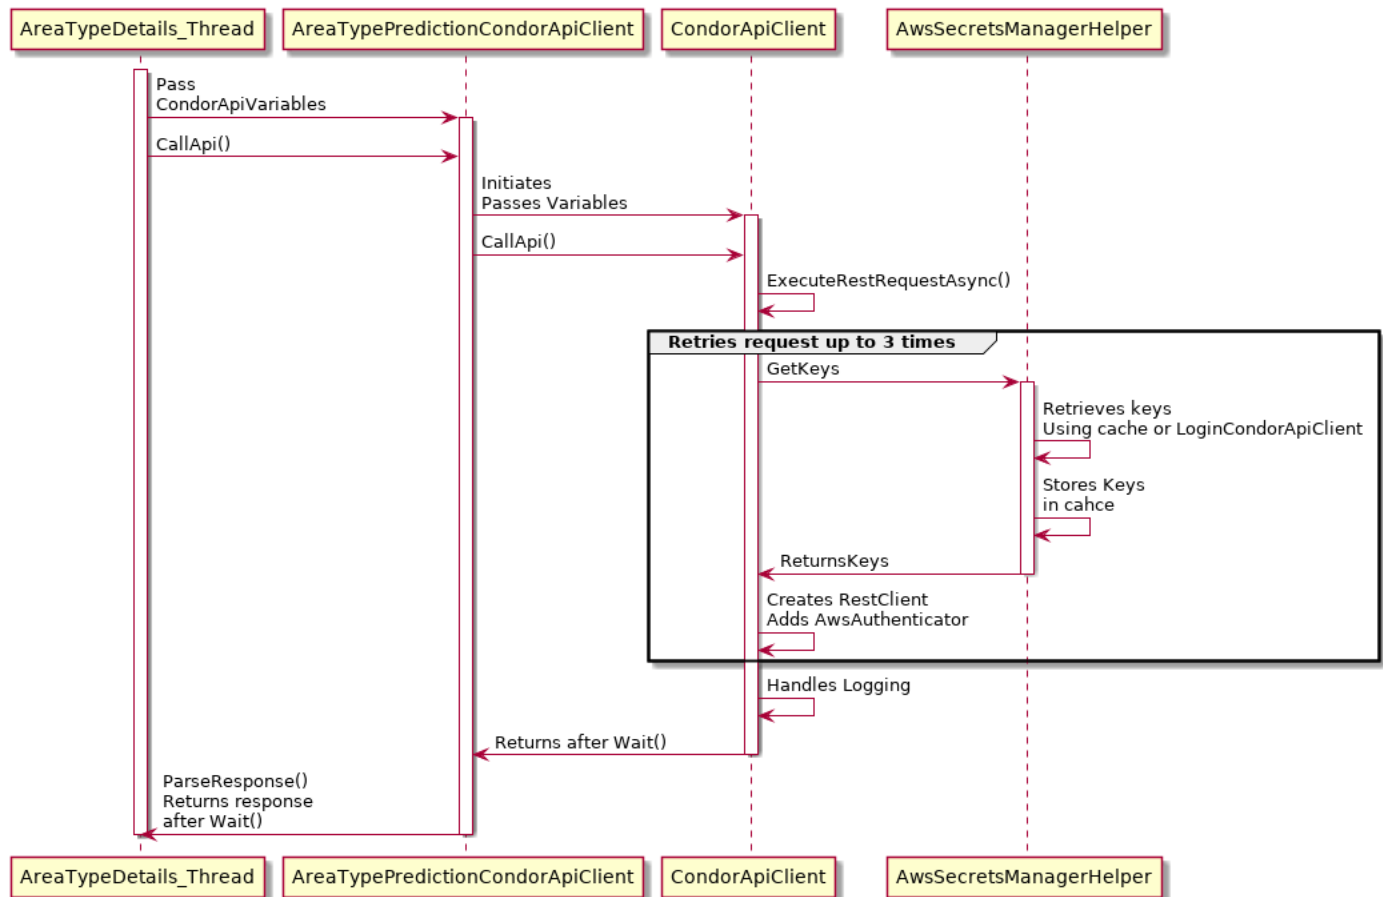 AreaTypeDetails_Thread
AreaTypePredictionCondorApiClient
CondorApiClient
AwsSecretsManagerHelper
Pass
CondorApiVariables
CallApi()
Initiates
Passes Variables
CallApi()
ExecuteRestRequestAsync()
Retries request up to 3 times
GetKeys
Retrieves keys
Using cache or LoginCondorApiClient
Stores Keys
in cahce
ReturnsKeys
Creates RestClient
Adds AwsAuthenticator
Handles Logging
Returns after Wait()
ParseResponse()
Returns response
after Wait()
AreaTypeDetails_Thread
AreaTypePredictionCondorApiClient
CondorApiClient
AwsSecretsManagerHelper